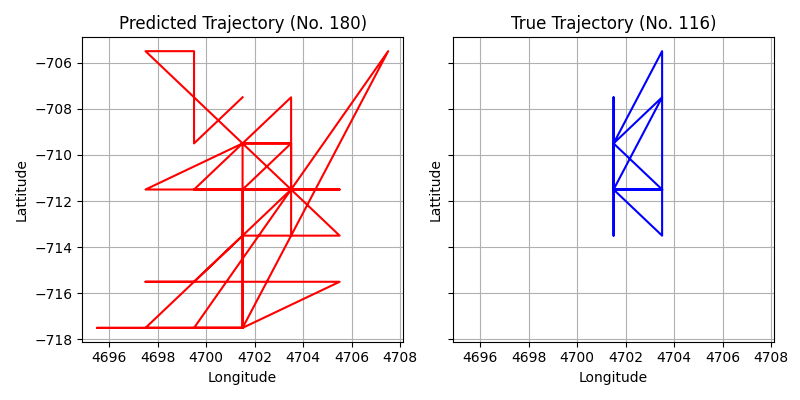 Predicted Trajectory (No. 180)
True Trajectory (No. 116)
Lattitude
−706
−708
−710
−712
−714
−716
−718
4696 4698 4700 4702 4704 4706 4708
Longitude
Lattitude
4696 4698 4700 4702 4704 4706 4708
Longitude